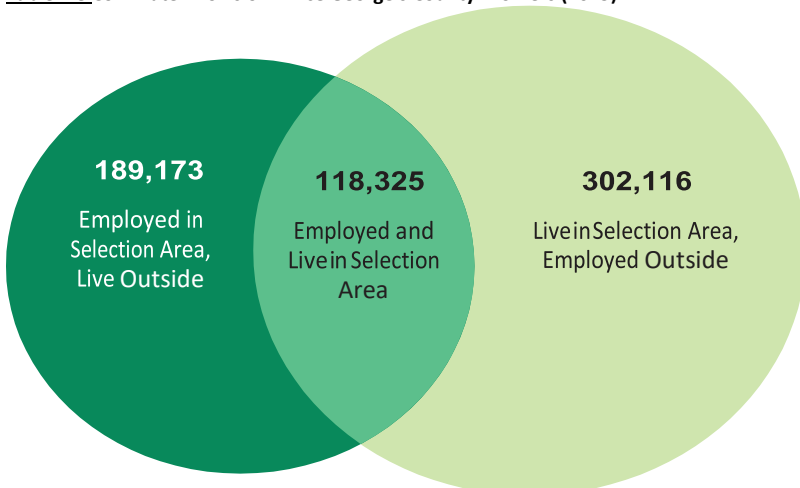 189,173
Employed in
Selection Area,
Live Outside
118,325
Employed and
Live in Selection
Area
302,116
Live in Selection Area,
Employed Outside